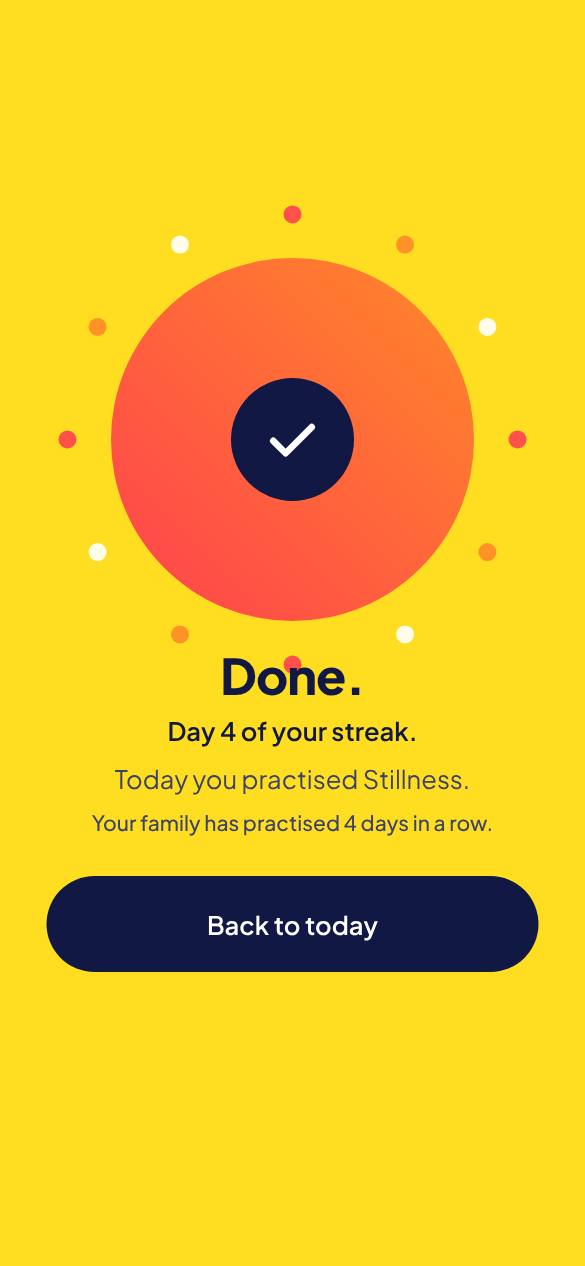 Done.
Day 4 of your streak.
Today you practised Stillness.
Your family has practised 4 days in a row.
Back to today